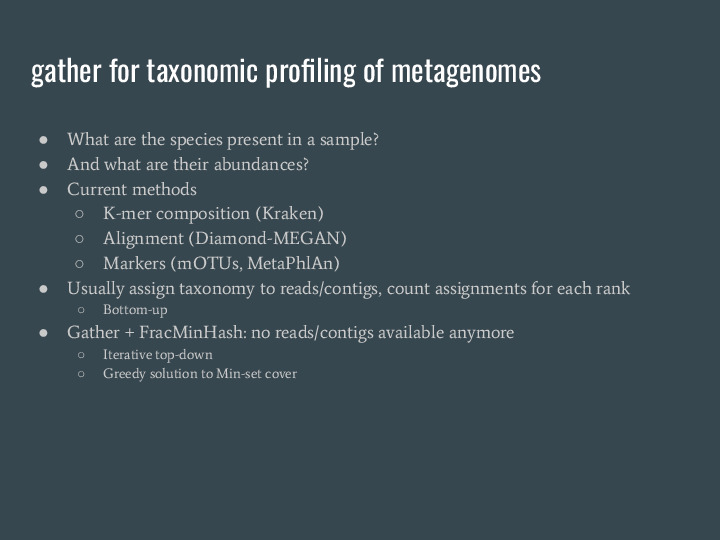 gather for taxonomic profiling of metagenomes
● What are the species present in a sample?
● And what are their abundances?
● Current methods
○ K-mer composition (Kraken)
○ Alignment (Diamond-MEGAN)
○ Markers (mOTUs, MetaPhlAn)
● Usually assign taxonomy to reads/contigs, count assignments for each rank
○ Bottom-up
● Gather + FracMinHash: no reads/contigs available anymore
○ Iterative top-down
○ Greedy solution to Min-set cover